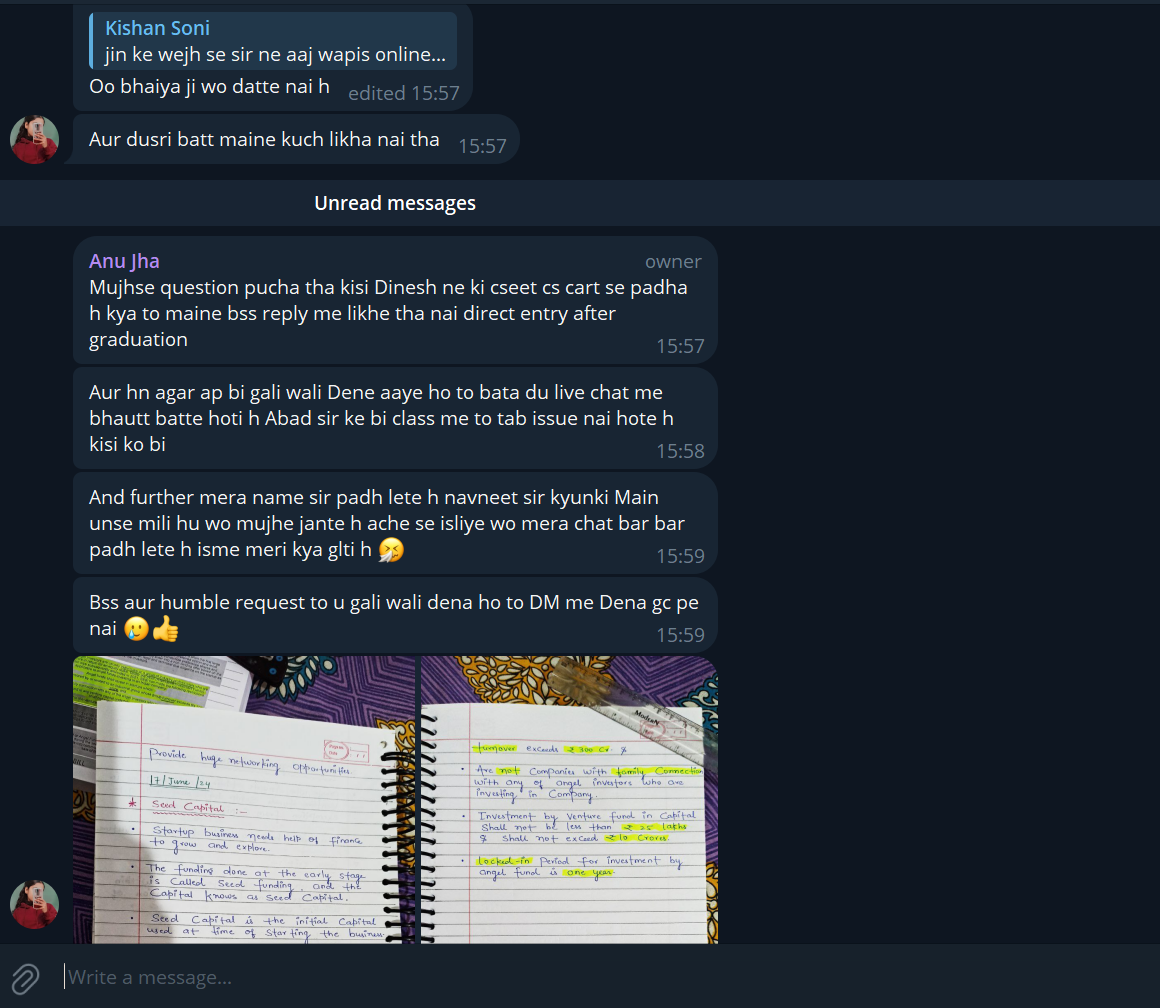 Kishan Soni
jin ke wejh se sir ne aaj wapis online...
Oo bhaiya ji wo datte nai h
edited 15:57
Aur dusri batt maine kuch likha nai tha
15:57
Unread messages
Anu Jha
owner
Mujhse question pucha tha kisi Dinesh ne ki cseet cs cart se padha
h kya to maine bss reply me likhe tha nai direct entry after
graduation
15:57
Aur hn agar ap bi gali wali Dene aaye ho to bata du live chat me
bhautt batte hoti h Abad sir ke bi class me to tab issue nai hote h
kisi ko bi
15:58
And further mera name sir padh lete h navneet sir kyunki Main
unse mili hu wo mujhe jante h ache se isliye wo mera chat bar bar
padh lete h isme meri kya glti h 🤧
15:59
Bss aur humble request to u gali wali dena ho to DM me Dena gc pe
nai 🥲👍
15:59
Provide huge networking opportunities
17/June/24
* Seed Capital :-
• Startup business needs help of finance
to grow and explore.
• The funding done at the early stage
is Called Seed funding, and the
Capital knows as Seed Capital.
• Seed Capital is the initial Capital
used at time of Starting the business.
turnover exceeds ₹ 300 Cr. &
• Are not Companies with family Connection
with any of angel investors who are
investing in Company.
• Investment by Venture fund in Capital
Shall not be less than ₹ 25 lakhs
& Shall not exceed ₹ 10 Crores.
• Locked-in Period for investment by
angel fund is one year.
Write a message...